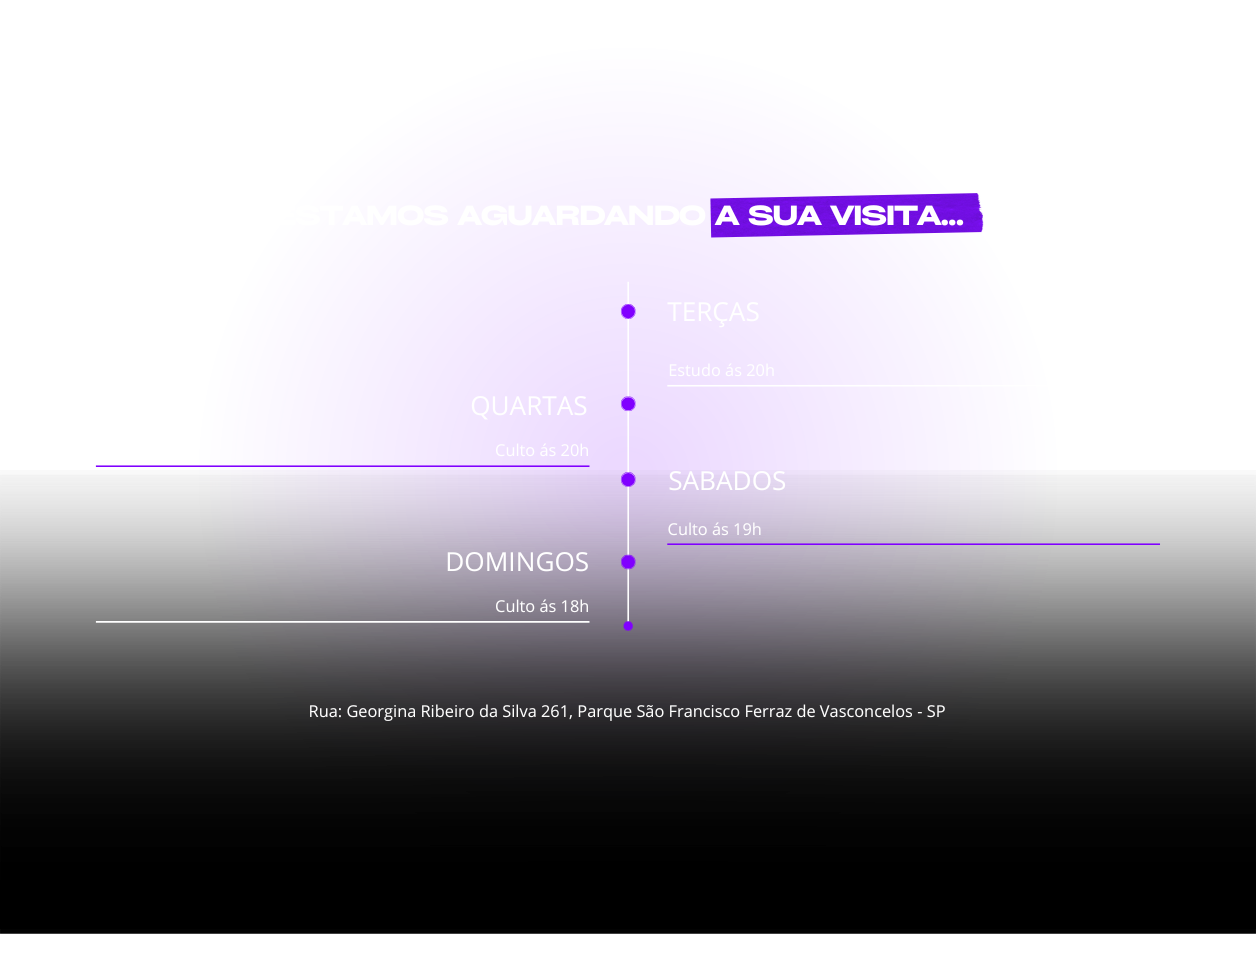 TAMOS AGUARDANDO A SUA VISITA...
TERÇAS
Estudo ás 20h
QUARTAS
Culto ás 20h
SABADOS
Culto ás 19h
DOMINGOS
Culto ás 18h
Rua: Georgina Ribeiro da Silva 261, Parque São Francisco Ferraz de Vasconcelos - SP